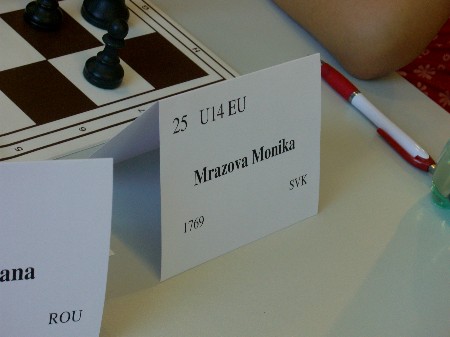 25 U14 EU
Mrazova Monika
SVK
1769
ana
ROU